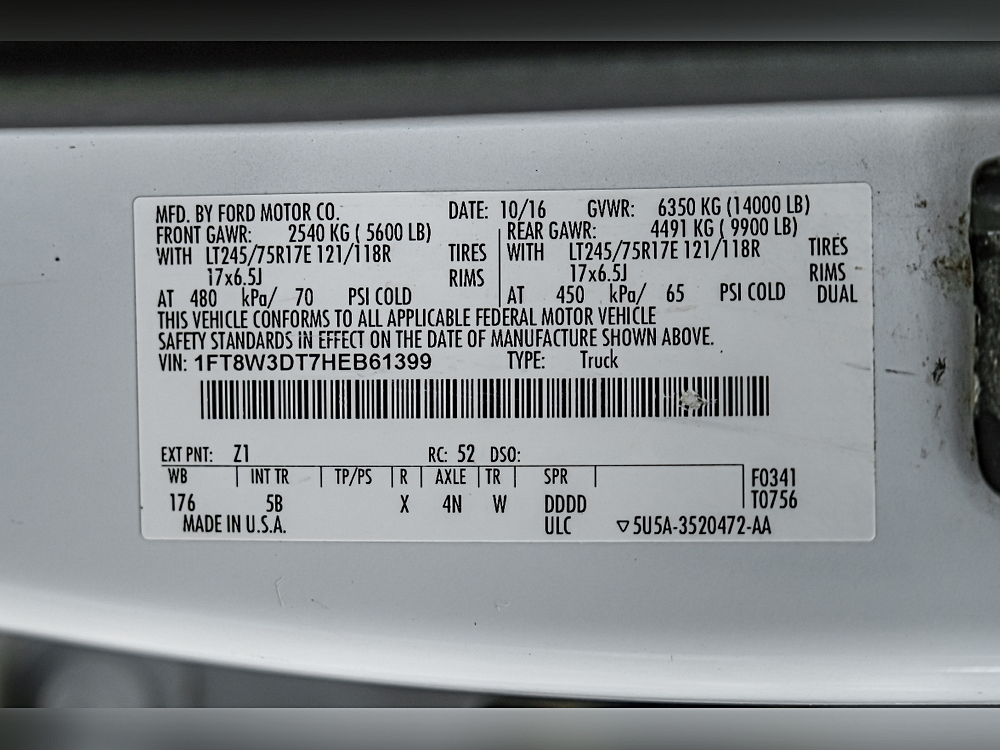 MFD. BY FORD MOTOR CO. DATE: 10/16 GVWR: 6350 KG (14000 LB)
FRONT GAWR: 2540 KG ( 5600 LB) REAR GAWR: 4491 KG ( 9900 LB)
WITH LT245/75R17E 121/118R TIRES WITH LT245/75R17E 121/118R TIRES
17x6.5J RIMS 17x6.5J RIMS
AT 480 kPa/ 70 PSI COLD AT 450 kPa/ 65 PSI COLD DUAL
THIS VEHICLE CONFORMS TO ALL APPLICABLE FEDERAL MOTOR VEHICLE
SAFETY STANDARDS IN EFFECT ON THE DATE OF MANUFACTURE SHOWN ABOVE.
VIN: 1FT8W3DT7HEB61399 TYPE: Truck
EXT PNT: Z1 RC: 52 DSO:
WB INT TR TP/PS R AXLE TR SPR F0341
176 5B X 4N W DDDD T0756
MADE IN U.S.A. ULC ▽5U5A-3520472-AA